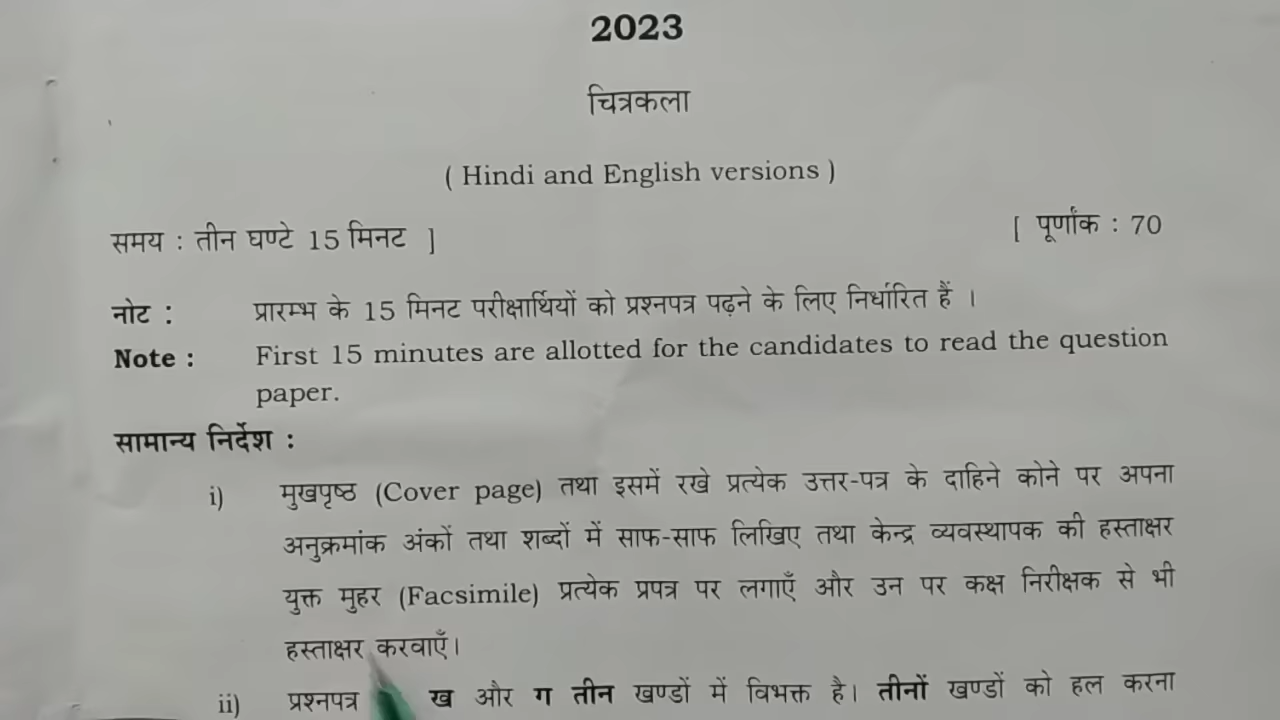 2023
चित्रकला
( Hindi and English versions )
समय : तीन घण्टे 15 मिनट ]
[ पूर्णांक : 70
नोट : प्रारम्भ के 15 मिनट परीक्षार्थियों को प्रश्नपत्र पढ़ने के लिए निर्धारित हैं ।
Note : First 15 minutes are allotted for the candidates to read the question
paper.
सामान्य निर्देश :
i) मुखपृष्ठ (Cover page) तथा इसमें रखे प्रत्येक उत्तर-पत्र के दाहिने कोने पर अपना
अनुक्रमांक अंकों तथा शब्दों में साफ-साफ लिखिए तथा केन्द्र व्यवस्थापक की हस्ताक्षर
युक्त मुहर (Facsimile) प्रत्येक प्रपत्र पर लगाएँ और उन पर कक्ष निरीक्षक से भी
हस्ताक्षर करवाएँ।
ii) प्रश्नपत्र ख और ग तीन खण्डों में विभक्त है। तीनों खण्डों को हल करना